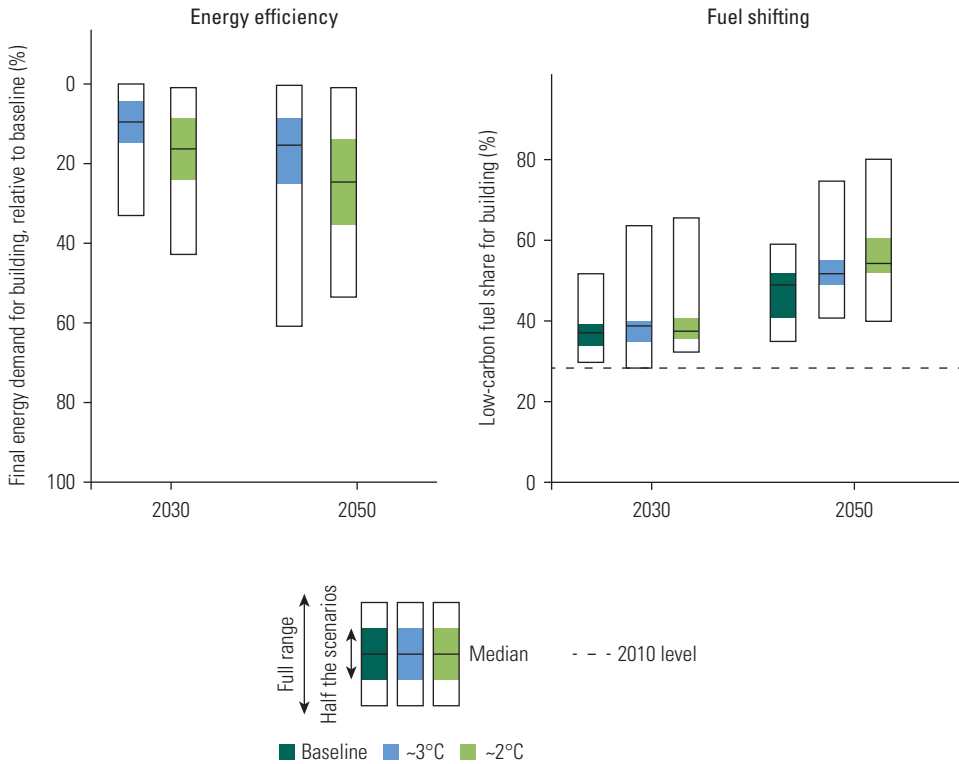 Energy efficiency
Final energy demand for building, relative to baseline (%)
0
20
40
60
80
100
2030
2050
Fuel shifting
Low-carbon fuel share for building (%)
80
60
40
20
0
2030
2050
Full range
Half the scenarios
Median
2010 level
Baseline
~3°C
~2°C